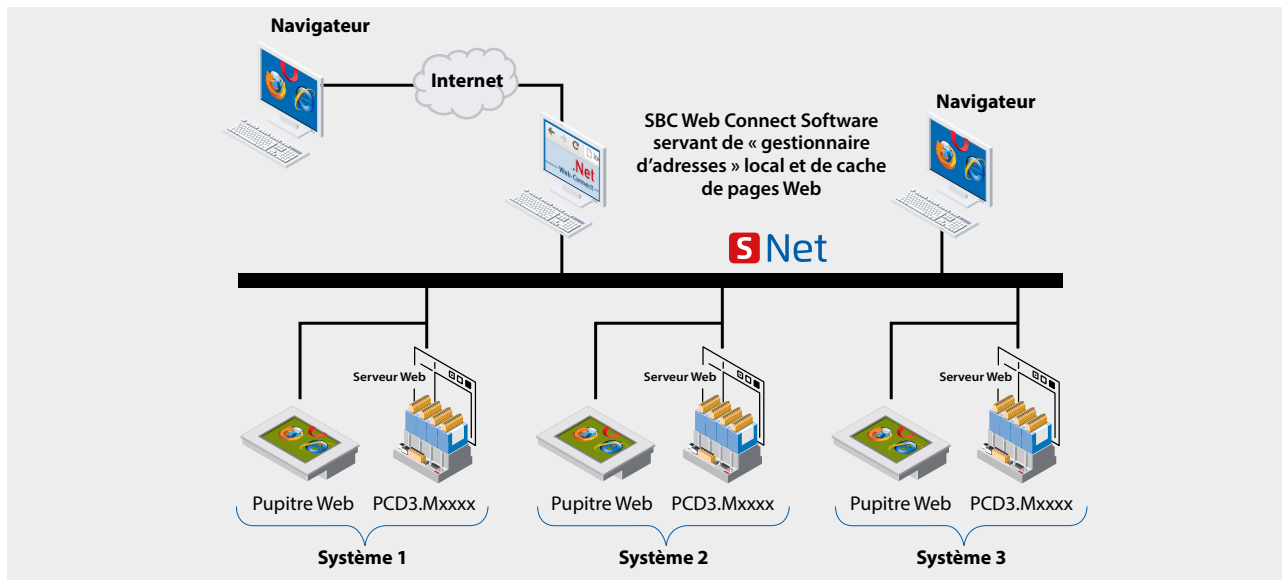 Navigateur
Internet
Navigateur
SBC Web Connect Software
servant de « gestionnaire
d’adresses » local et de cache
de pages Web
.Net
Web-Connect
S Net
Serveur Web
Serveur Web
Serveur Web
Pupitre Web PCD3.Mxxxx
Pupitre Web PCD3.Mxxxx
Pupitre Web PCD3.Mxxxx
Système 1
Système 2
Système 3